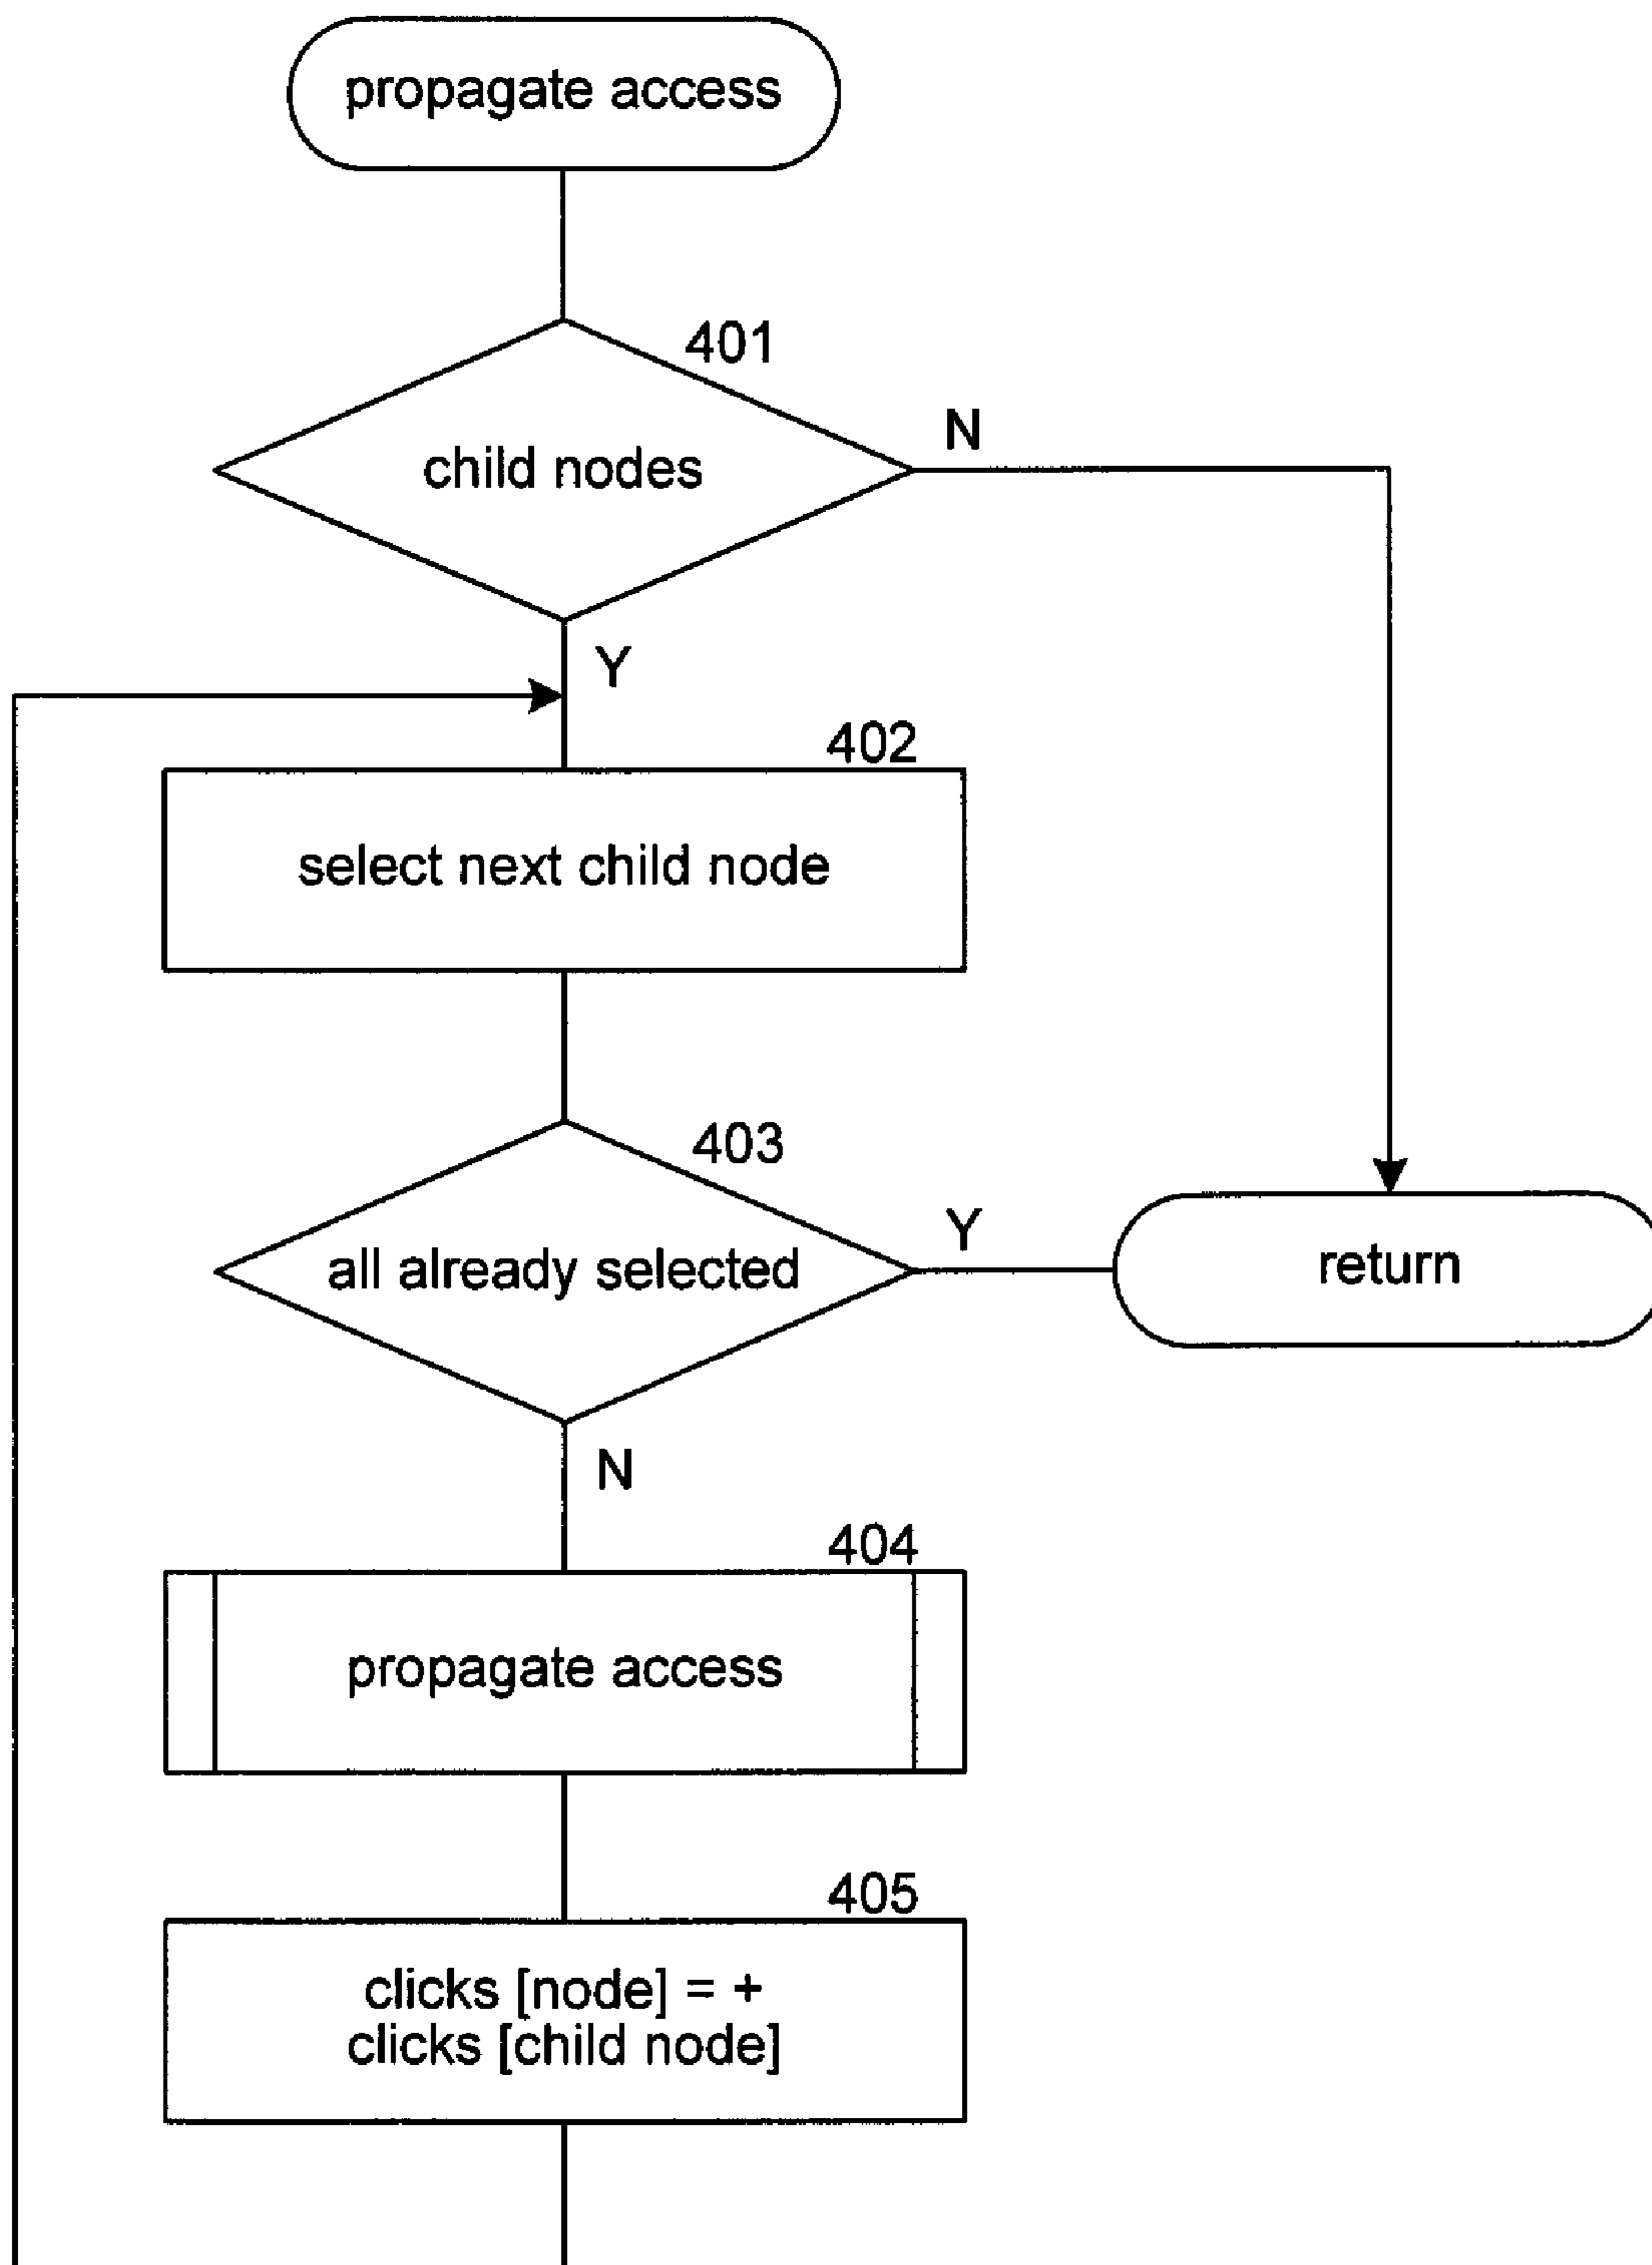 propagate access
401
child nodes
N
Y
402
select next child node
403
all already selected
Y
return
N
404
propagate access
405
clicks [node] = +
clicks [child node]